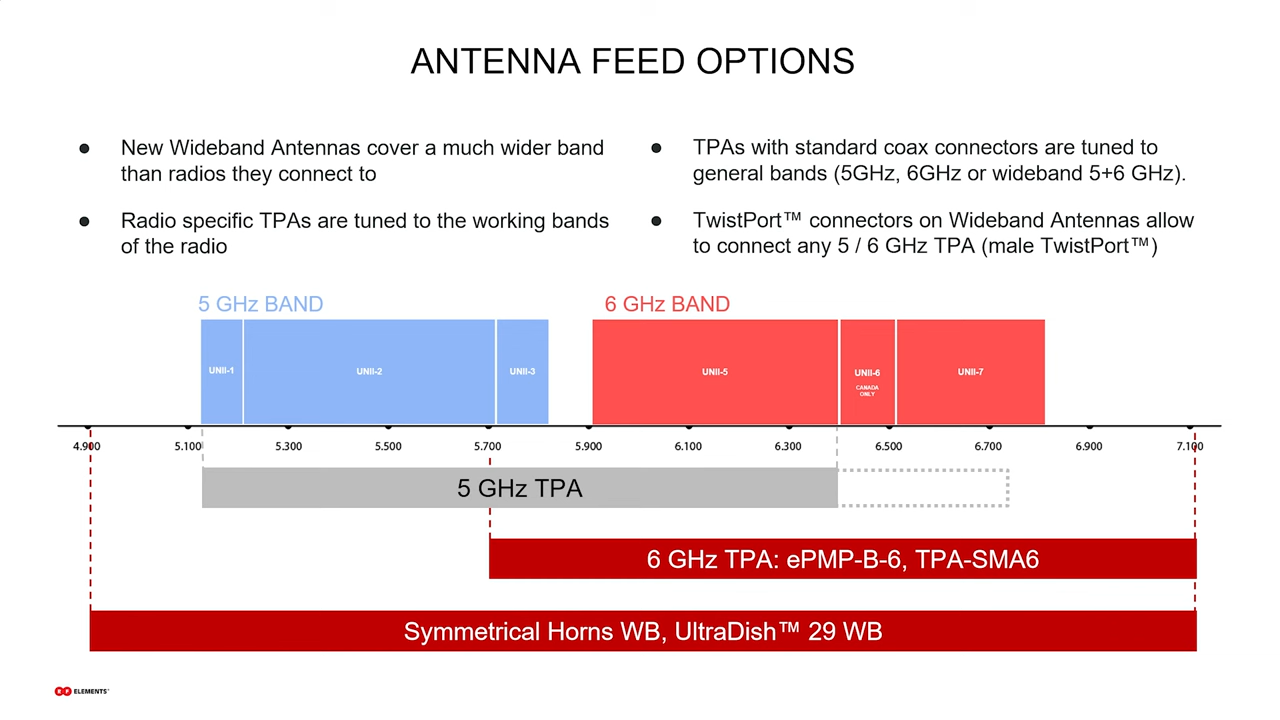 ANTENNA FEED OPTIONS
● New Wideband Antennas cover a much wider band
than radios they connect to
● Radio specific TPAs are tuned to the working bands
of the radio
● TPAs with standard coax connectors are tuned to
general bands (5GHz, 6GHz or wideband 5+6 GHz).
● TwistPort™ connectors on Wideband Antennas allow
to connect any 5 / 6 GHz TPA (male TwistPort™)
5 GHz BAND
6 GHz BAND
UNII-1
UNII-2
UNII-3
UNII-5
UNII-6
CANADA
ONLY
UNII-7
4.900 5.100 5.300 5.500 5.700 5.900 6.100 6.300 6.500 6.700 6.900 7.100
5 GHz TPA
6 GHz TPA: ePMP-B-6, TPA-SMA6
Symmetrical Horns WB, UltraDish™ 29 WB
RF ELEMENTS